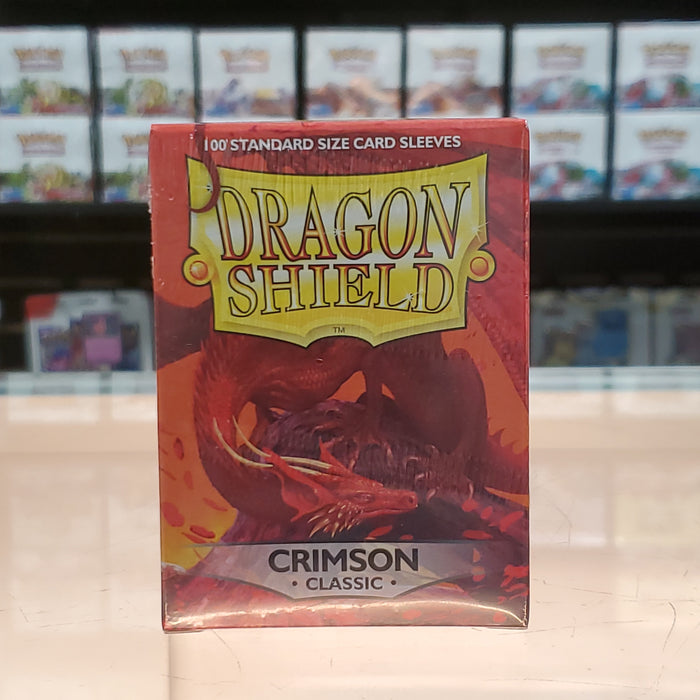 100 STANDARD SIZE CARD SLEEVES
DRAGON
SHIELD
TM
CRIMSON
• CLASSIC •